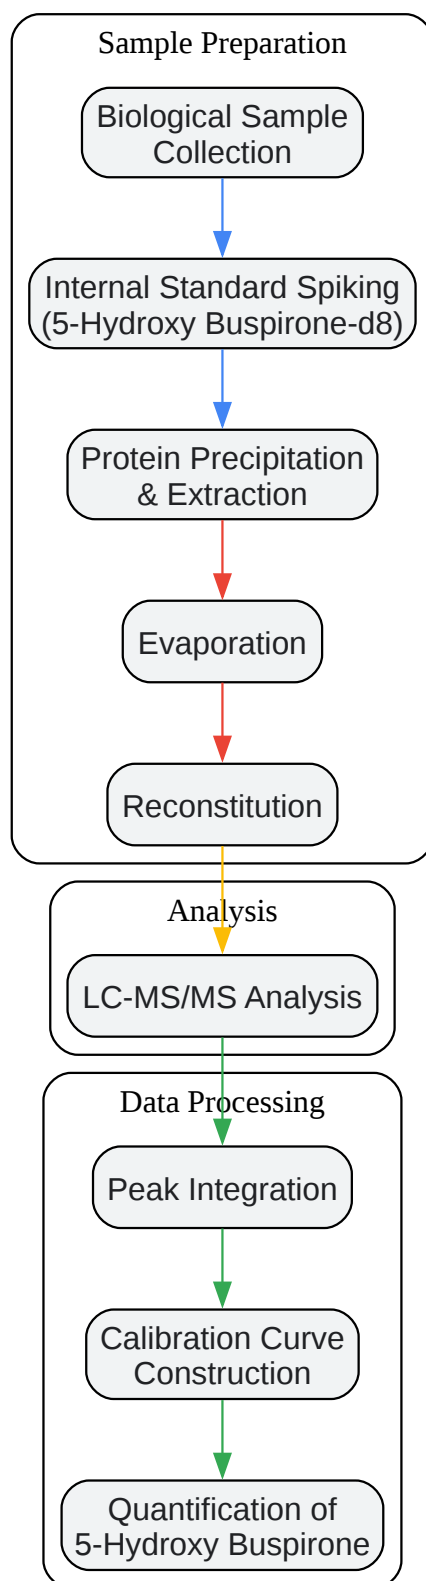 Sample Preparation
Biological Sample
Collection
Internal Standard Spiking
(5-Hydroxy Buspirone-d8)
Protein Precipitation
& Extraction
Evaporation
Reconstitution
Analysis
LC-MS/MS Analysis
Data Processing
Peak Integration
Calibration Curve
Construction
Quantification of
5-Hydroxy Buspirone